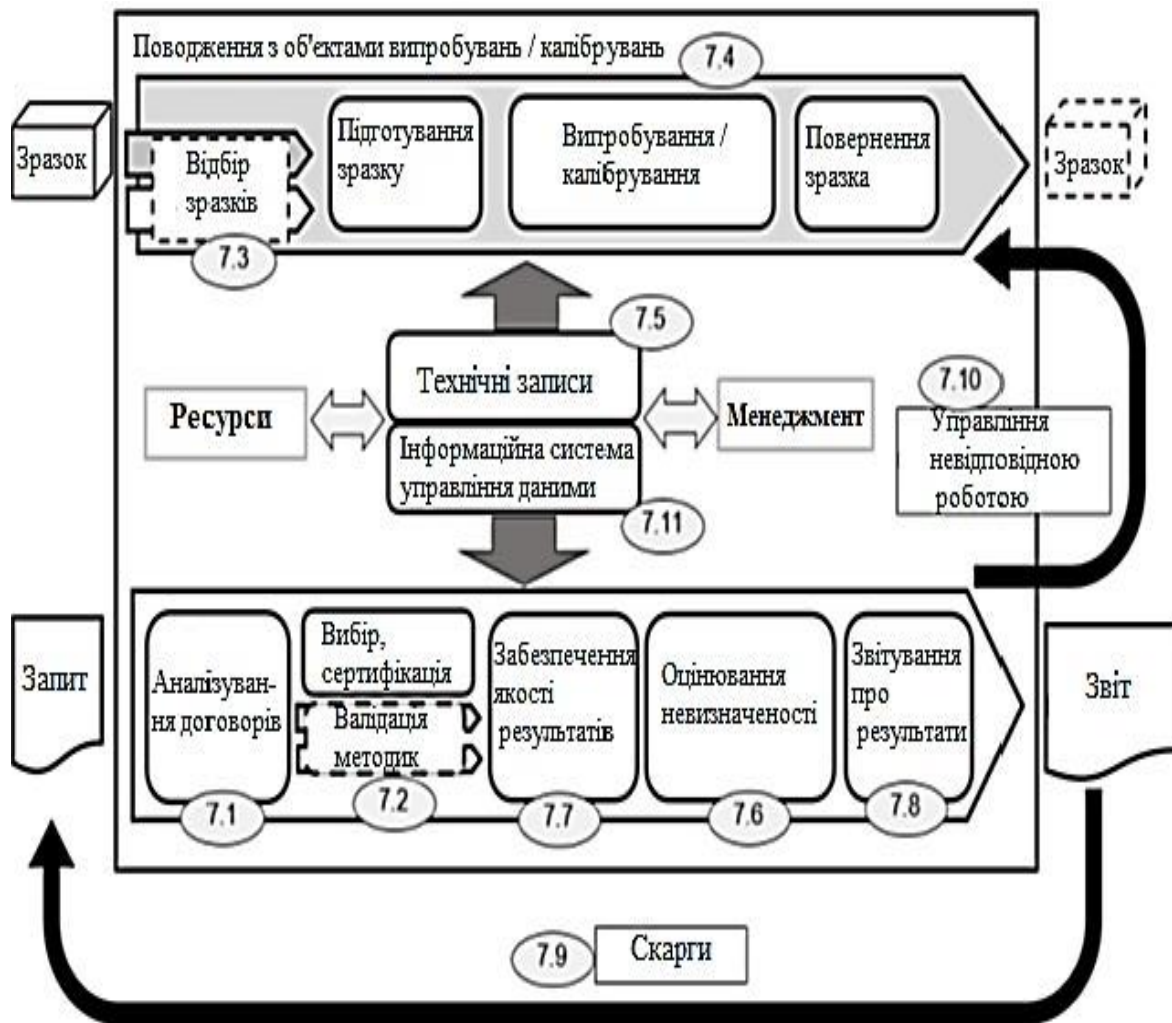 Поводження з об'єктами випробувань / калібрувань
7.4
Зразок
Відбір
зразків
7.3
Підготування
зразку
Випробування /
калібрування
Повернення
зразка
Зразок
7.5
Технічні записи
Ресурси
Менеджмент
Інформаційна система
управління даними
7.11
7.10
Управління
невідповідною
роботою
Запит
Аналізуван-
ня договорів
7.1
Вибір,
сертифікація
Валідація
методик
7.2
Забезпечення
якості
результатів
7.7
Оцінювання
невизначеності
7.6
Звітування
про
результати
7.8
Звіт
7.9
Скарги